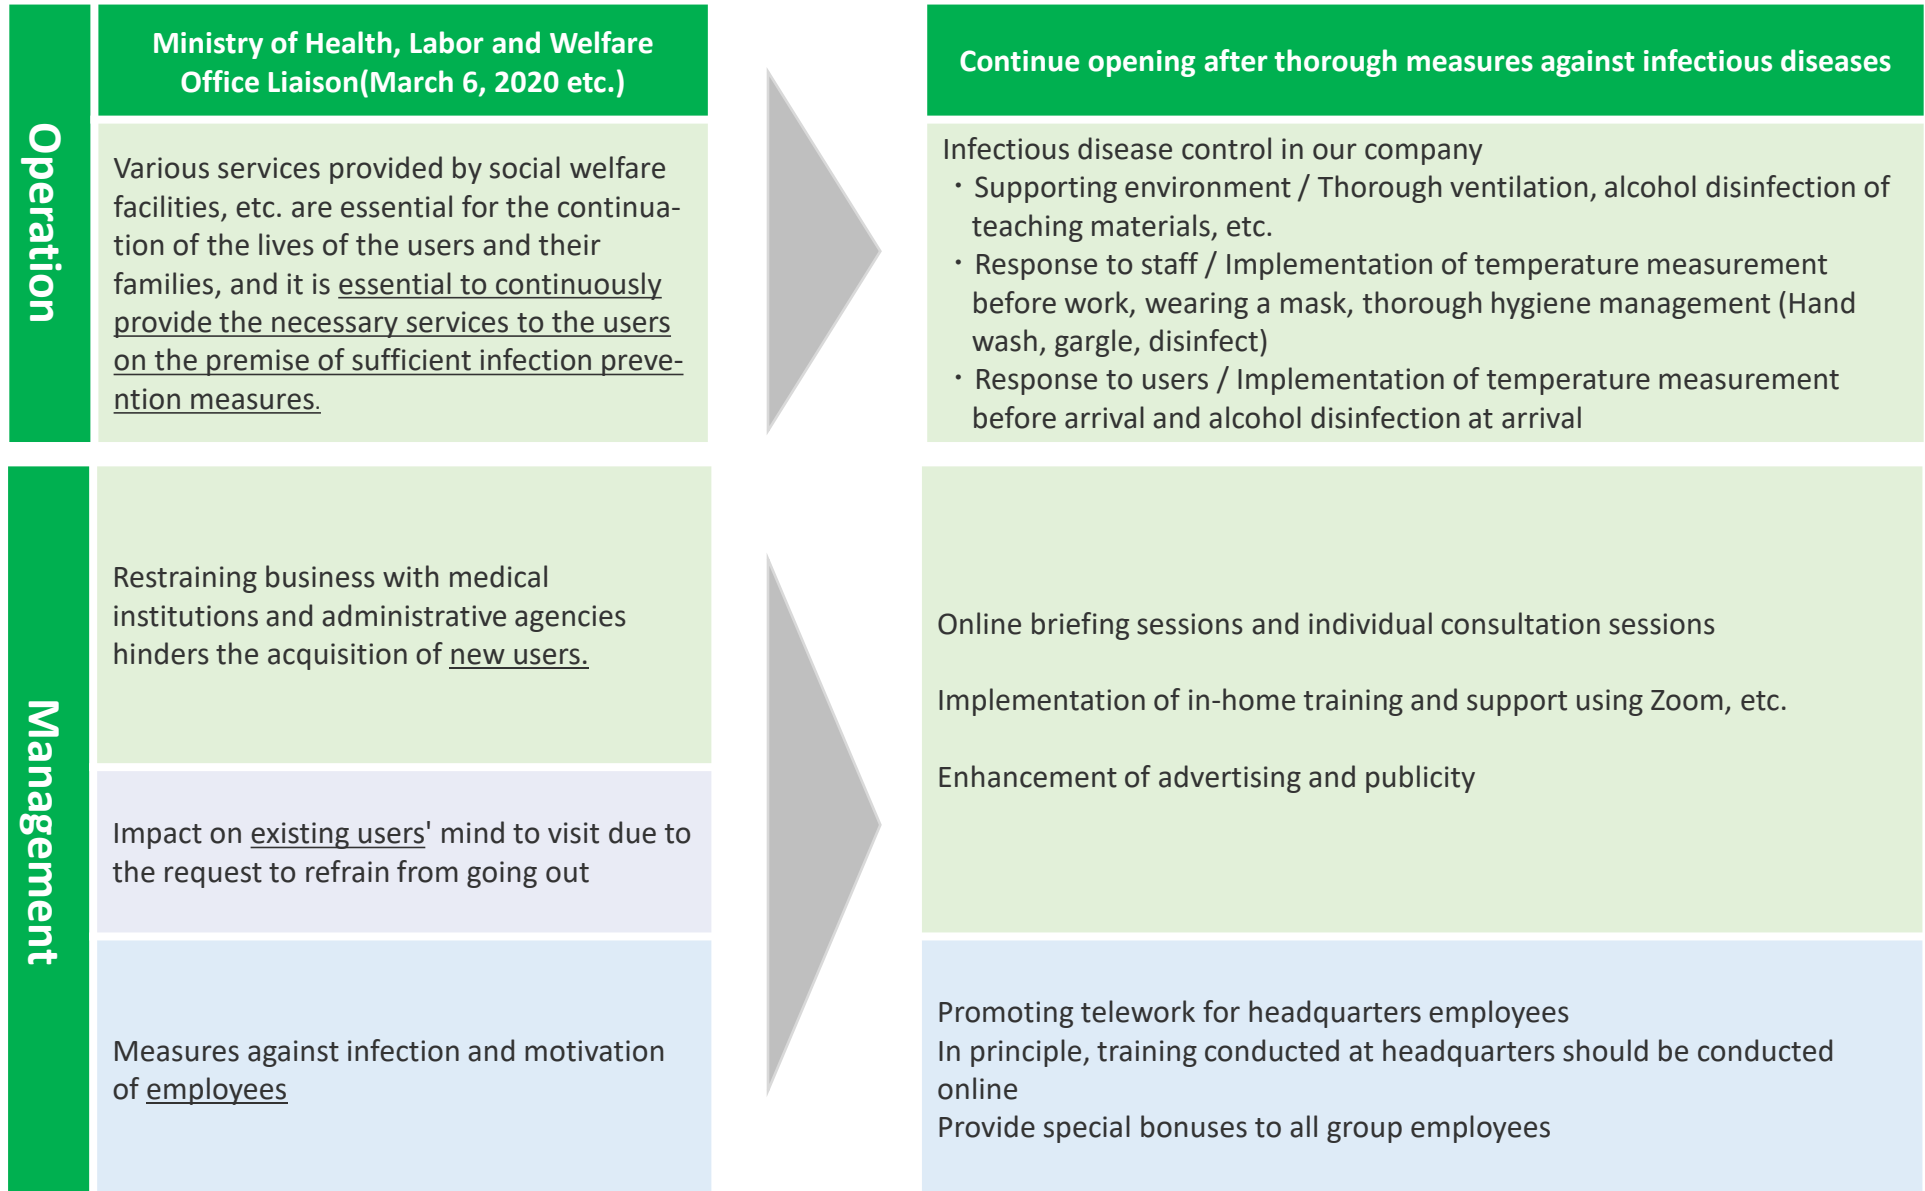 Operation
Ministry of Health, Labor and Welfare
Office Liaison(March 6, 2020 etc.)
Various services provided by social welfare
facilities, etc. are essential for the continua-
tion of the lives of the users and their
families, and it is essential to continuously
provide the necessary services to the users
on the premise of sufficient infection preve-
ntion measures.
Continue opening after thorough measures against infectious diseases
Infectious disease control in our company
・Supporting environment / Thorough ventilation, alcohol disinfection of
teaching materials, etc.
・Response to staff / Implementation of temperature measurement
before work, wearing a mask, thorough hygiene management (Hand
wash, gargle, disinfect)
・Response to users / Implementation of temperature measurement
before arrival and alcohol disinfection at arrival
Management
Restraining business with medical
institutions and administrative agencies
hinders the acquisition of new users.
Impact on existing users' mind to visit due to
the request to refrain from going out
Online briefing sessions and individual consultation sessions
Implementation of in-home training and support using Zoom, etc.
Enhancement of advertising and publicity
Measures against infection and motivation
of employees
Promoting telework for headquarters employees
In principle, training conducted at headquarters should be conducted
online
Provide special bonuses to all group employees